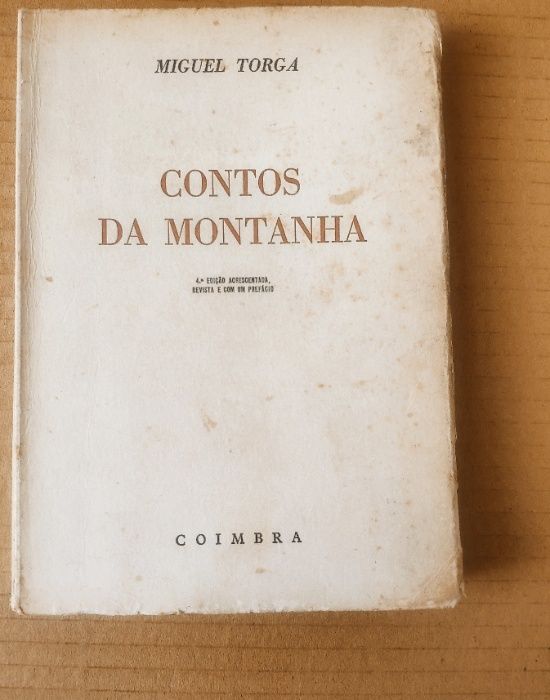 MIGUEL TORGA
CONTOS
DA MONTANHA
4.ª EDIÇÃO ACRESCENTADA,
REVISTA E COM UM PREFÁCIO
COIMBRA